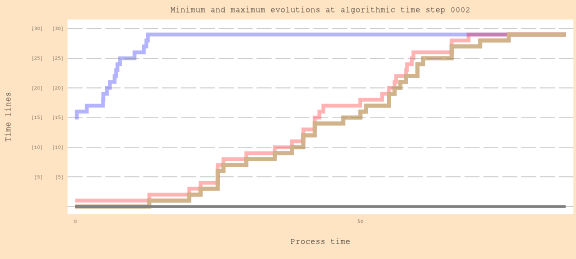 Minimum and maximum evolutions at algorithmic time step 0002
[30] [30]
[25] [25]
[20] [20]
[15] [15]
[10] [10]
[5] [5]
Time lines
0
Process time